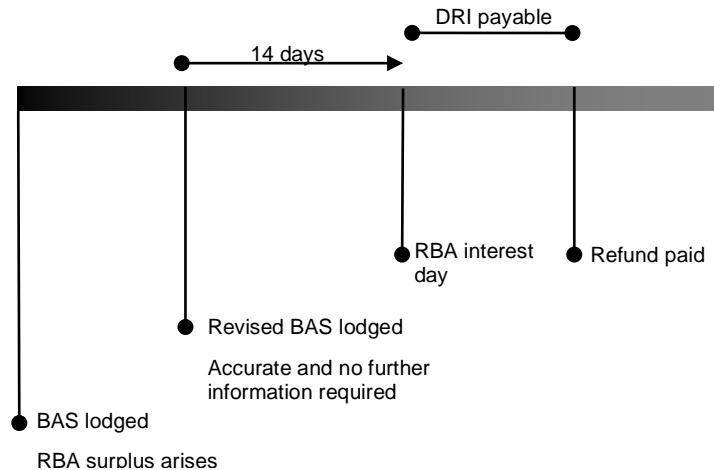 DRI payable
14 days
RBA interest
day
Refund paid
Revised BAS lodged
Accurate and no further
information required
BAS lodged
RBA surplus arises